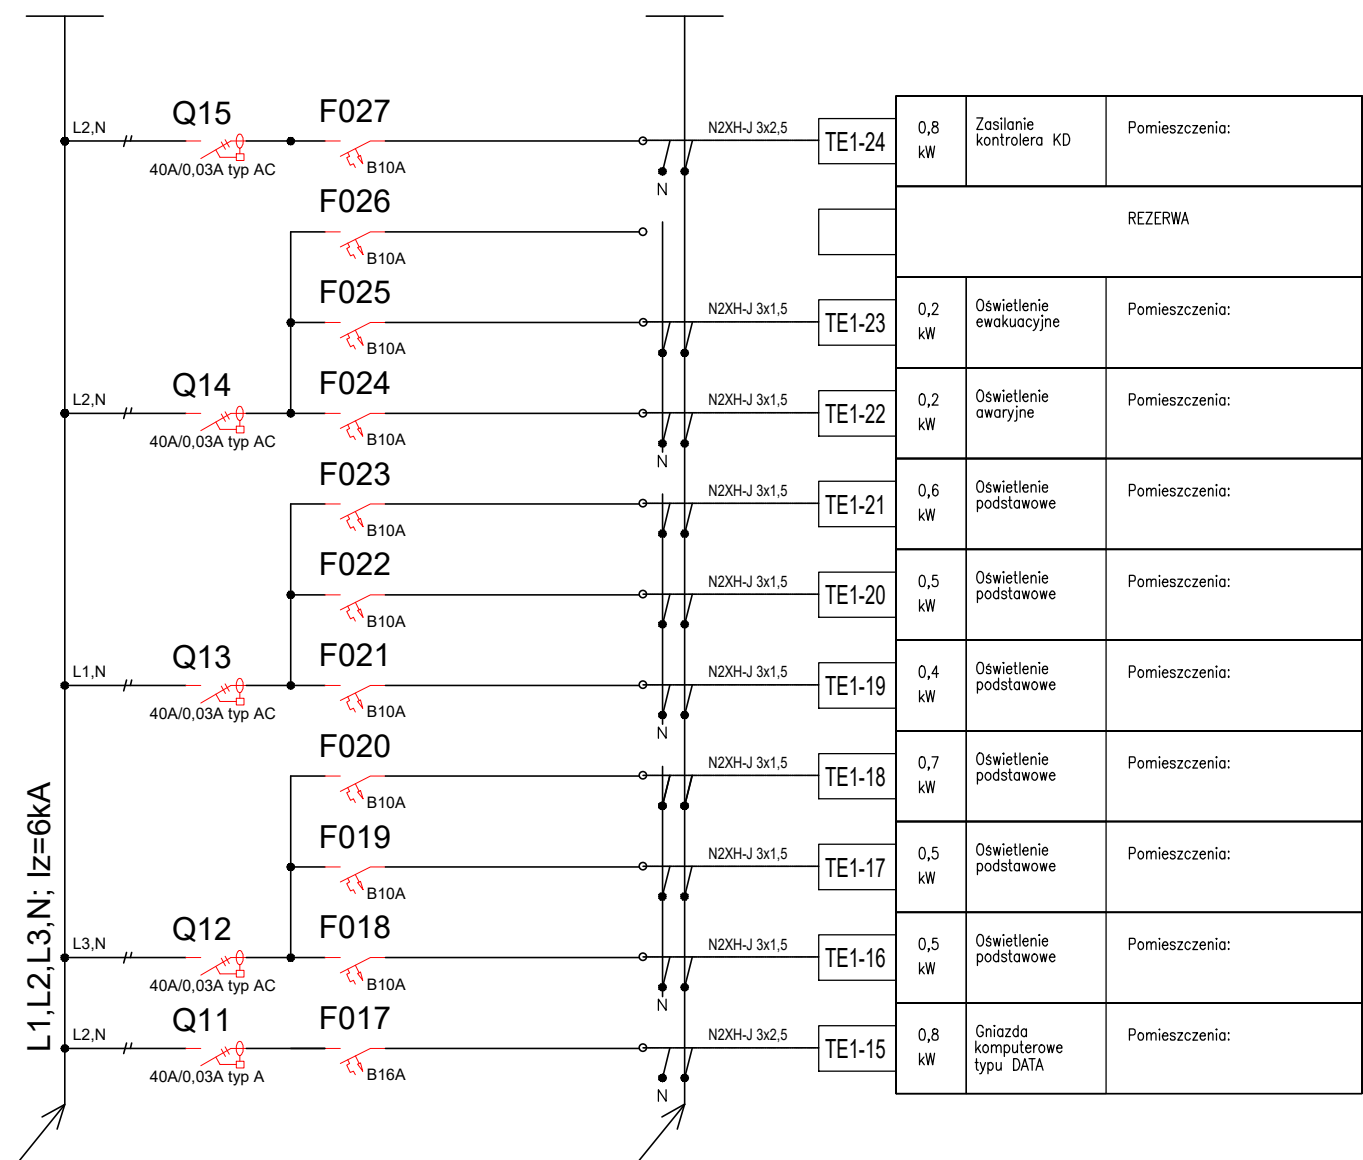 Q15
F027
L2,N
40A/0,03A typ AC
B10A
N
N2XH-J 3x2,5
TE1-24
0,8
kW
Zasilanie
kontrolera KD
Pomieszczenia:
F026
B10A
REZERWA
F025
B10A
N2XH-J 3x1,5
TE1-23
0,2
kW
Oświetlenie
ewakuacyjne
Pomieszczenia:
Q14
F024
L2,N
40A/0,03A typ AC
B10A
N
N2XH-J 3x1,5
TE1-22
0,2
kW
Oświetlenie
awaryjne
Pomieszczenia:
F023
B10A
N2XH-J 3x1,5
TE1-21
0,6
kW
Oświetlenie
podstawowe
Pomieszczenia:
F022
B10A
N2XH-J 3x1,5
TE1-20
0,5
kW
Oświetlenie
podstawowe
Pomieszczenia:
Q13
F021
L1,N
40A/0,03A typ AC
B10A
N
N2XH-J 3x1,5
TE1-19
0,4
kW
Oświetlenie
podstawowe
Pomieszczenia:
F020
B10A
N2XH-J 3x1,5
TE1-18
0,7
kW
Oświetlenie
podstawowe
Pomieszczenia:
F019
B10A
N2XH-J 3x1,5
TE1-17
0,5
kW
Oświetlenie
podstawowe
Pomieszczenia:
Q12
F018
L3,N
40A/0,03A typ AC
B10A
N
N2XH-J 3x1,5
TE1-16
0,5
kW
Oświetlenie
podstawowe
Pomieszczenia:
Q11
F017
L2,N
40A/0,03A typ A
B16A
N
N2XH-J 3x2,5
TE1-15
0,8
kW
Gniazda
komputerowe
typu DATA
Pomieszczenia:
L1,L2,L3,N; Iz=6kA